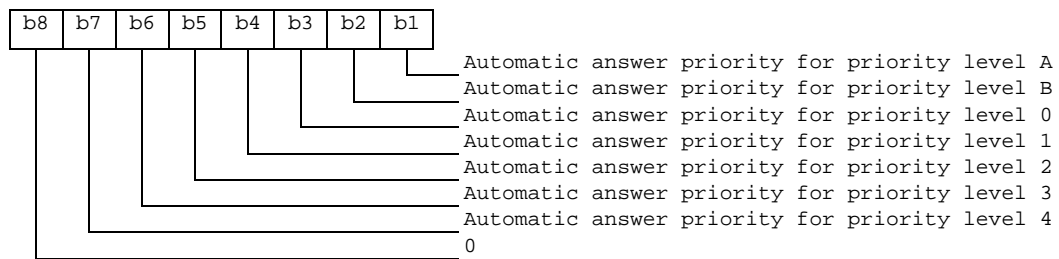 b8 b7 b6 b5 b4 b3 b2 b1
Automatic answer priority for priority level A
Automatic answer priority for priority level B
Automatic answer priority for priority level 0
Automatic answer priority for priority level 1
Automatic answer priority for priority level 2
Automatic answer priority for priority level 3
Automatic answer priority for priority level 4
0